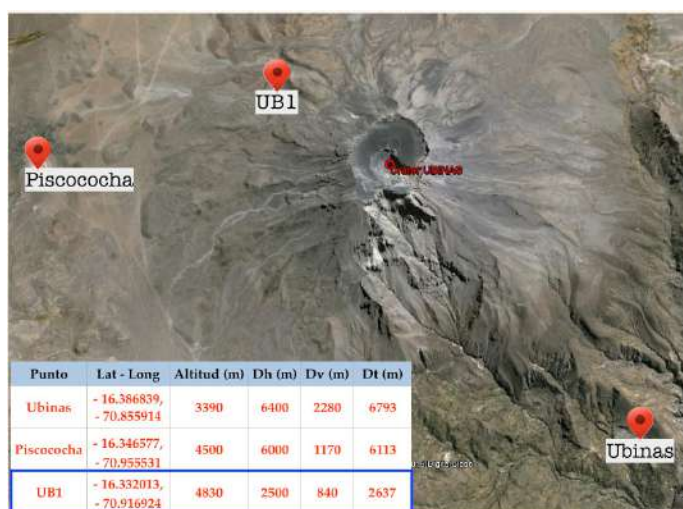 UB1
Piscococha
Crater UBINAS
Punto Lat - Long Altitud (m) Dh (m) Dv (m) Dt (m)
Ubinas - 16.386839, - 70.855914 3390 6400 2280 6793
Piscococha - 16.346577, - 70.955531 4500 6000 1170 6113
UB1 - 16.332013, - 70.916924 4830 2500 840 2637
Ubinas